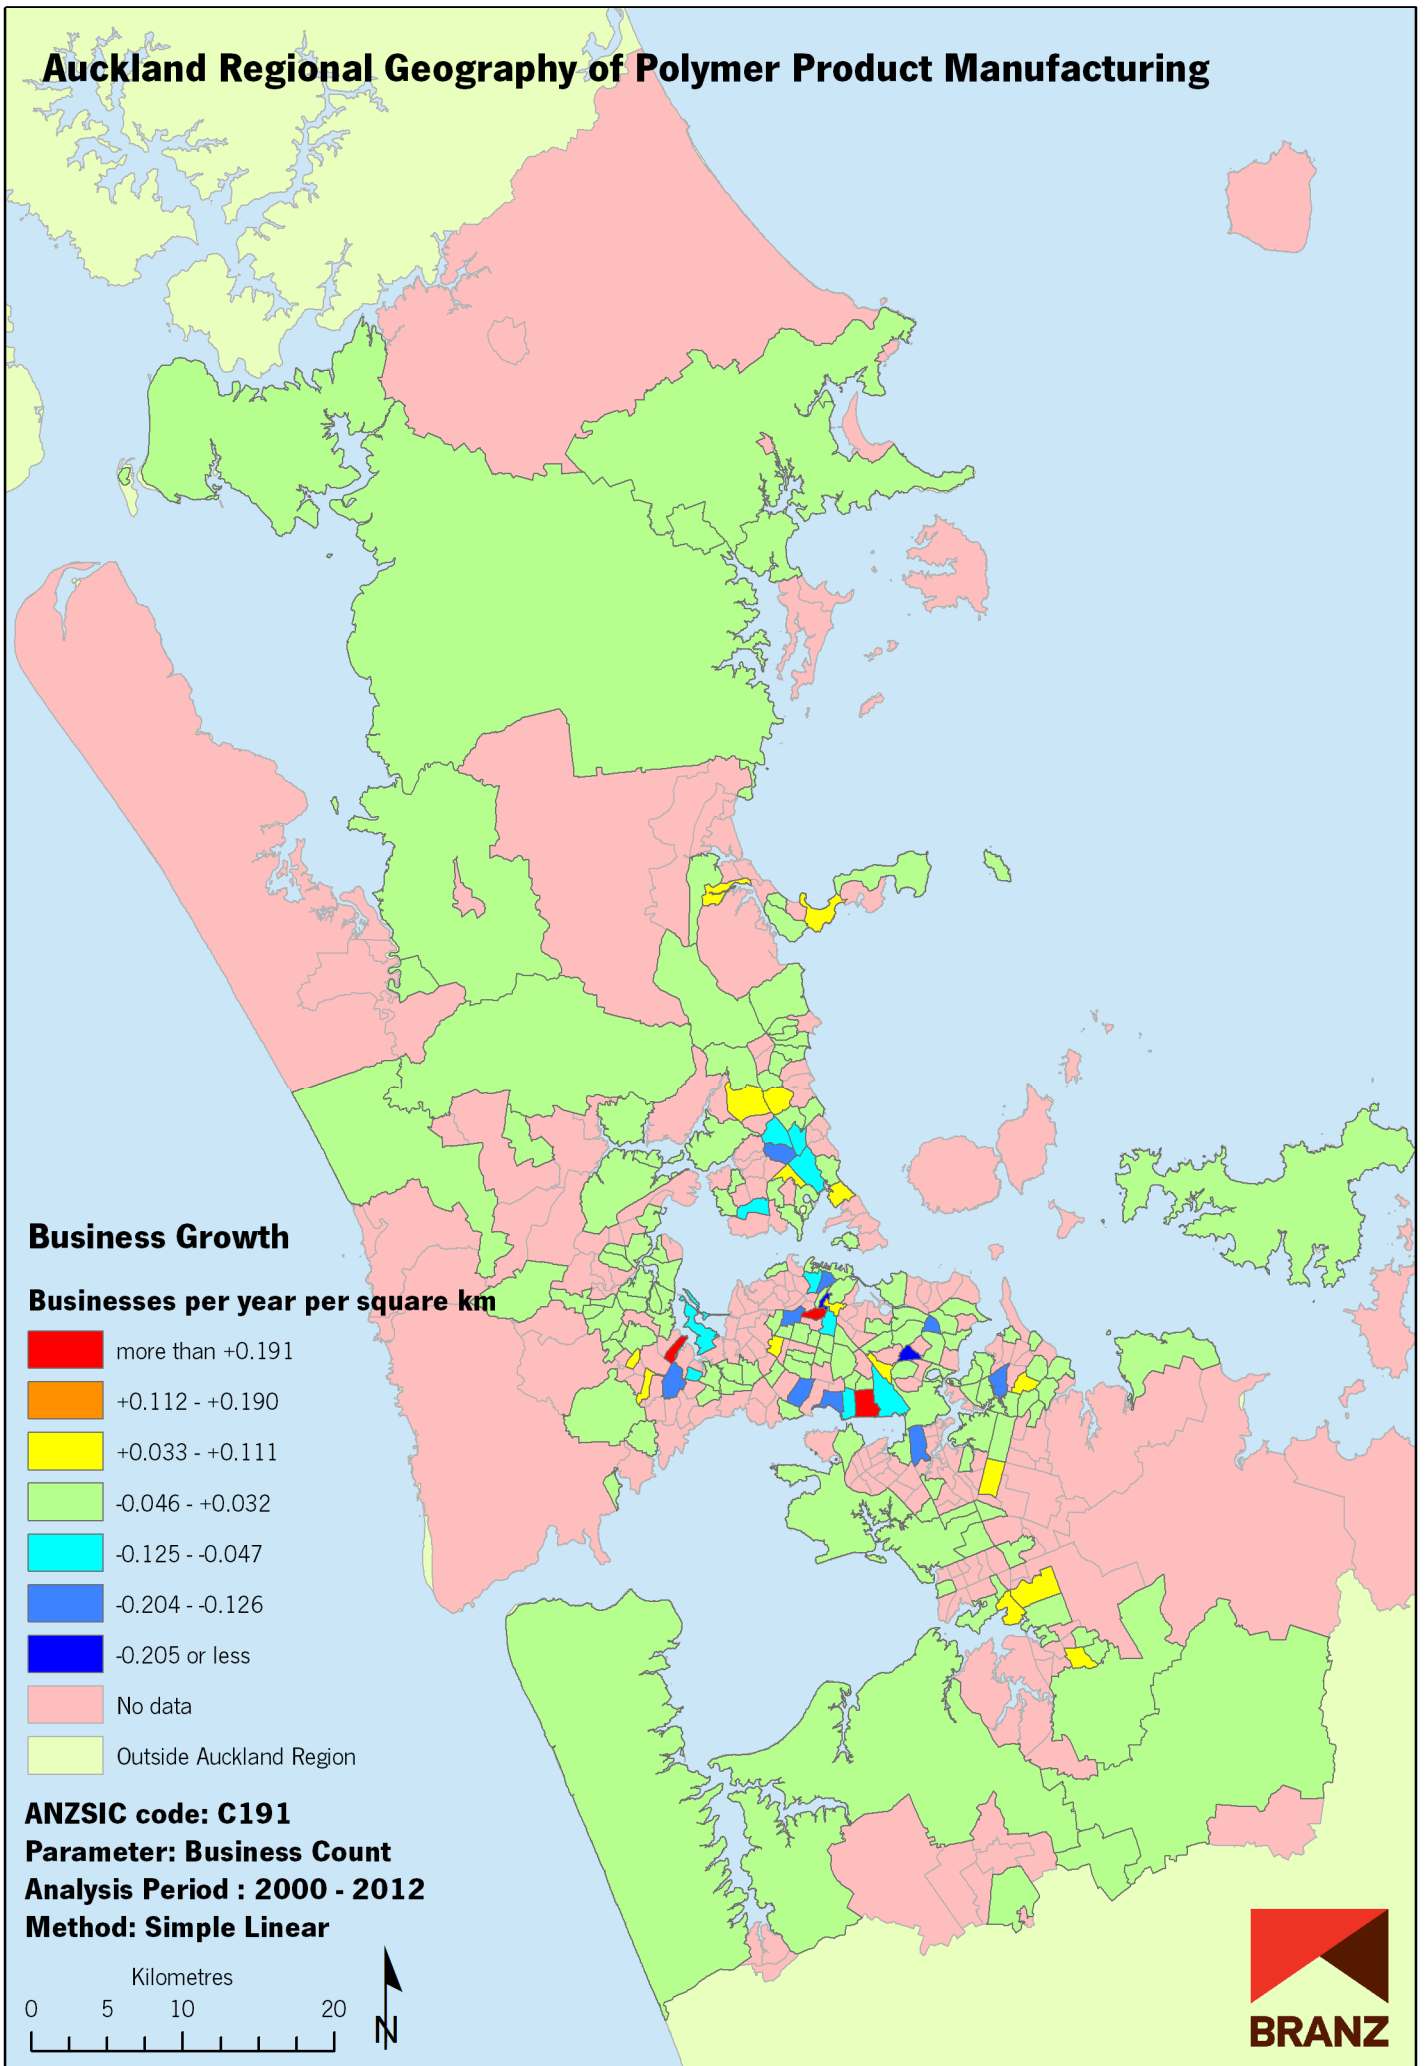 Auckland Regional Geography of Polymer Product Manufacturing
Business Growth
Businesses per year per square km
more than +0.191
+0.112 - +0.190
+0.033 - +0.111
-0.046 - +0.032
-0.125 - -0.047
-0.204 - -0.126
-0.205 or less
No data
Outside Auckland Region
ANZSIC code: C191
Parameter: Business Count
Analysis Period : 2000 - 2012
Method: Simple Linear
Kilometres
0 5 10 20
N
BRANZ